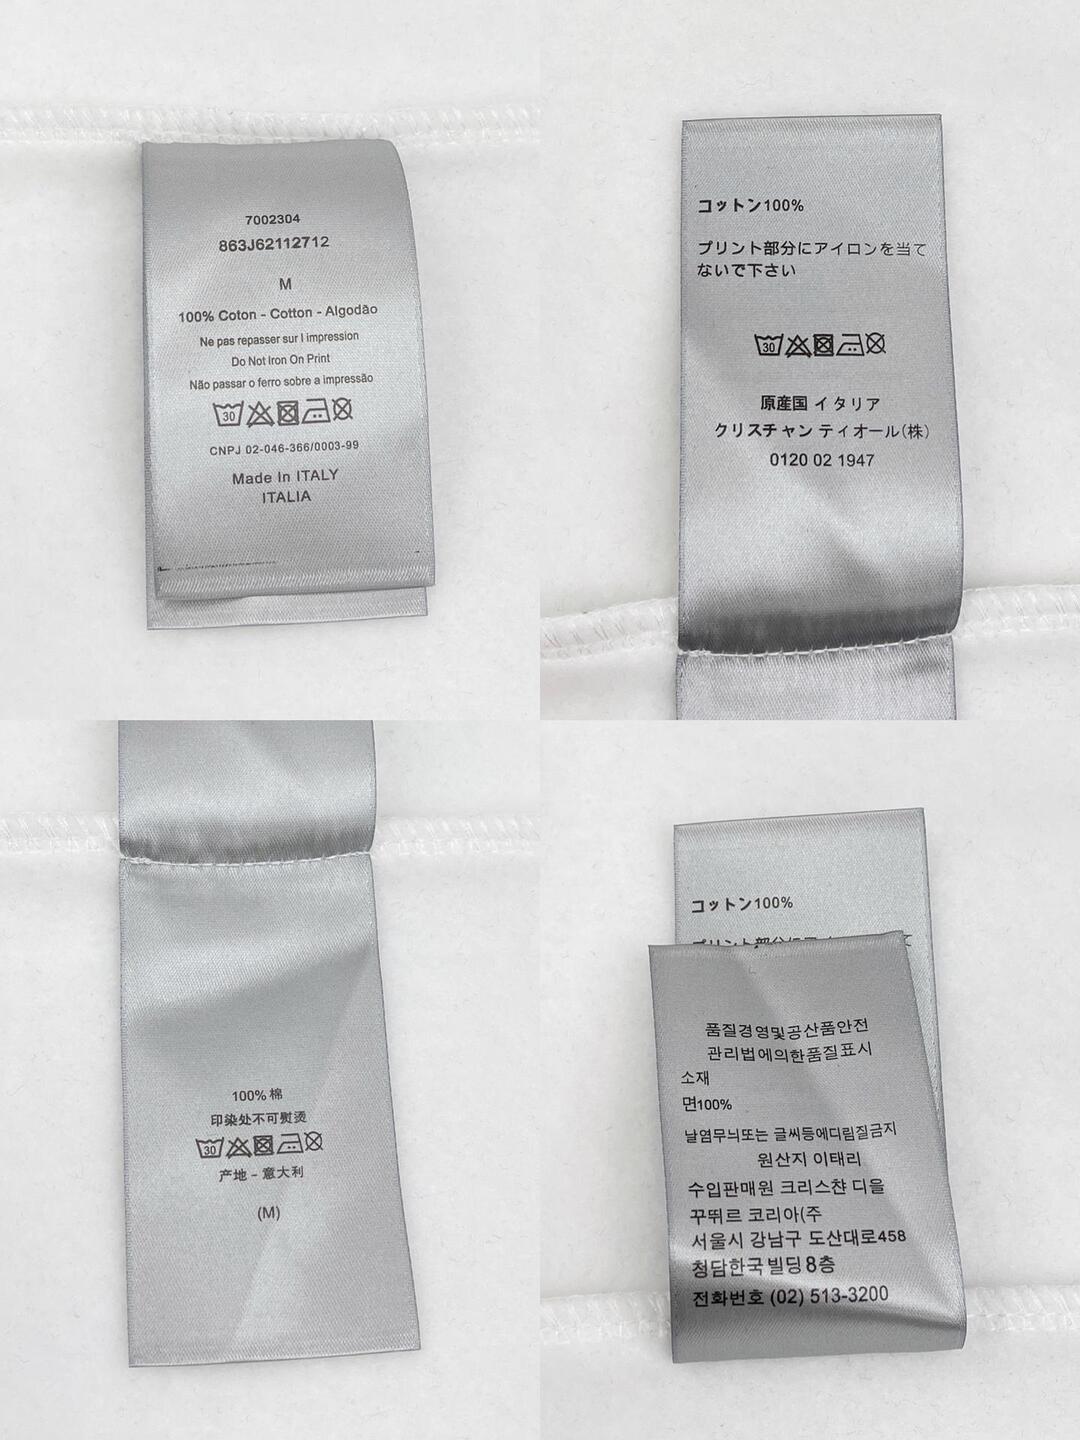 7002304
863J62112712
M
100% Coton - Cotton - Algodão
Ne pas repasser sur l impression
Do Not Iron On Print
Não passar o ferro sobre a impressão
30
CNPJ 02-046-366/0003-99
Made In ITALY
ITALIA
コットン100%
プリント部分にアイロンを当て
ないで下さい
30
原産国 イタリア
クリスチャン ティオール(株)
0120 02 1947
100% 棉
印染处不可熨烫
30
产地 - 意大利
(M)
コットン100%
품질경영및공산품안전
관리법에의한품질표시
소재
면100%
날염무늬또는 글씨등에디림질금지
원산지 이태리
수입판매원 크리스챤 디올
꾸뛰르 코리아(주
서울시 강남구 도산대로458
청담한국빌딩8층
전화번호 (02) 513-3200